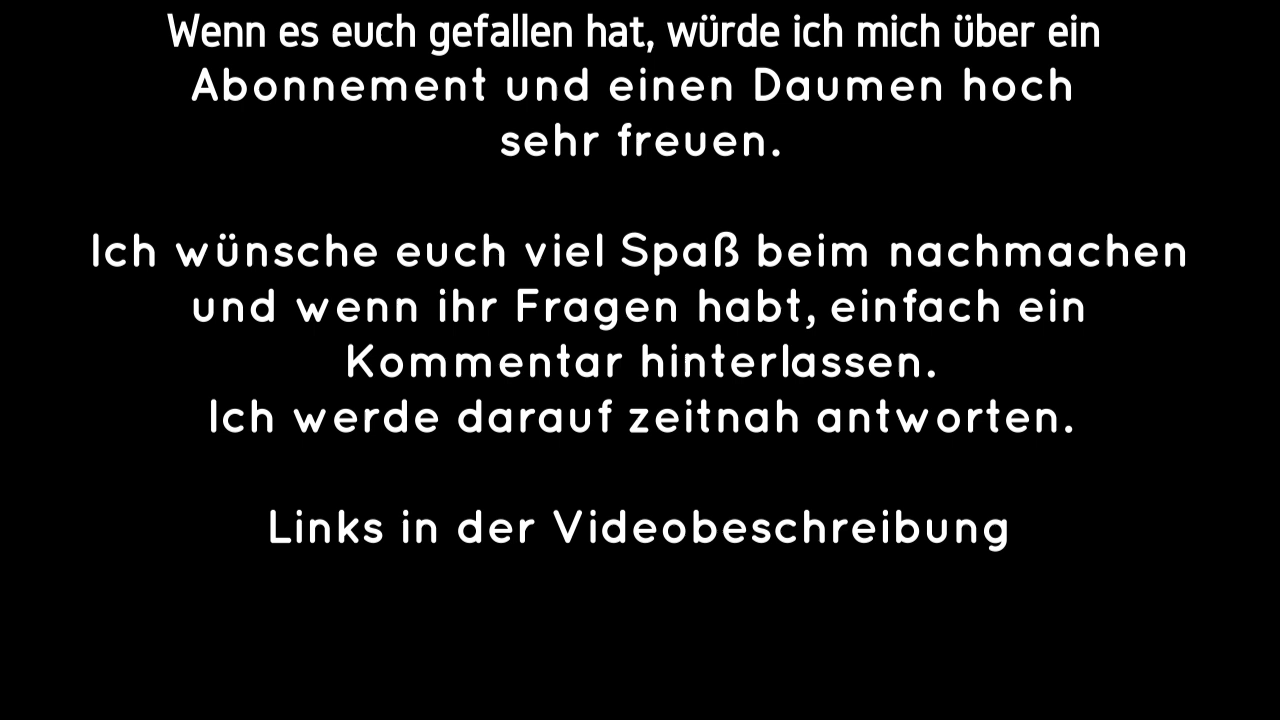 Wenn es euch gefallen hat, würde ich mich über ein
Abonnement und einen Daumen hoch
sehr freuen.
Ich wünsche euch viel Spaß beim nachmachen
und wenn ihr Fragen habt, einfach ein
Kommentar hinterlassen.
Ich werde darauf zeitnah antworten.
Links in der Videobeschreibung